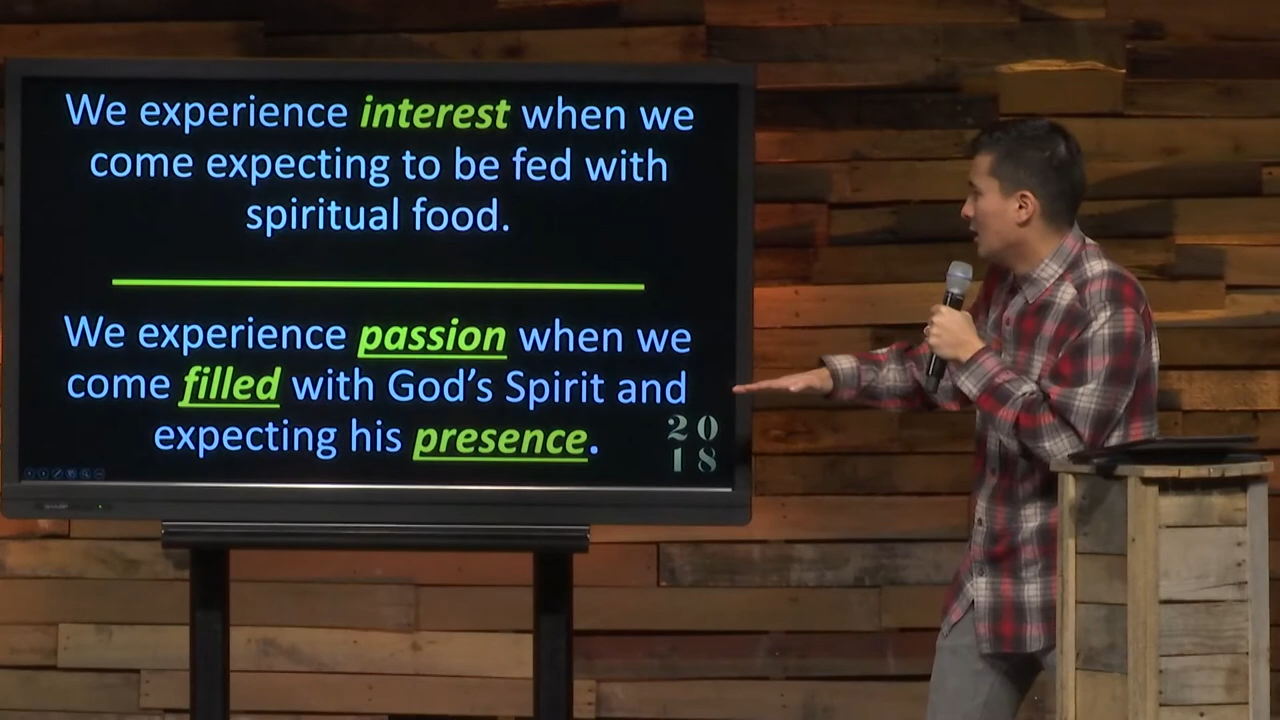 We experience interest when we
come expecting to be fed with
spiritual food.
We experience passion when we
come filled with God's Spirit and
expecting his presence.
20
18
SHARP